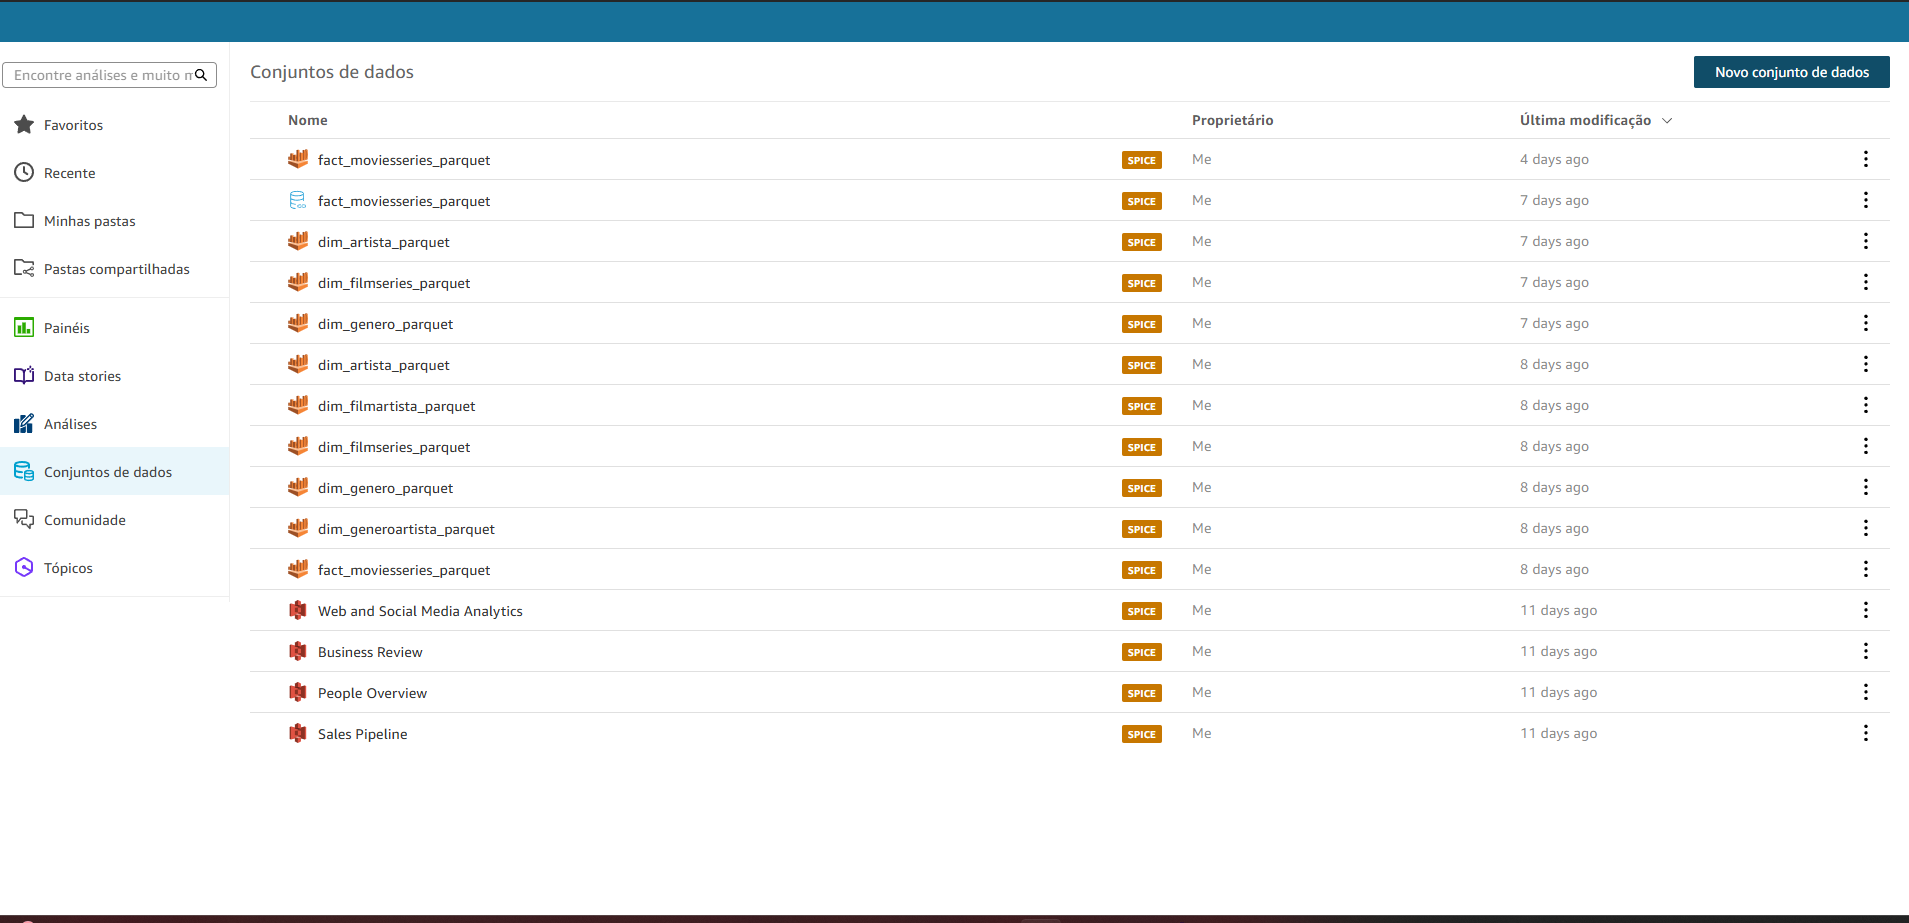 Encontre análises e muito m
Favoritos
Recente
Minhas pastas
Pastas compartilhadas
Painéis
Data stories
Análises
Conjuntos de dados
Comunidade
Tópicos
Conjuntos de dados
Novo conjunto de dados
Nome Proprietário Última modificação
fact_moviesseries_parquet SPICE Me 4 days ago
fact_moviesseries_parquet SPICE Me 7 days ago
dim_artista_parquet SPICE Me 7 days ago
dim_filmseries_parquet SPICE Me 7 days ago
dim_genero_parquet SPICE Me 7 days ago
dim_artista_parquet SPICE Me 8 days ago
dim_filmartista_parquet SPICE Me 8 days ago
dim_filmseries_parquet SPICE Me 8 days ago
dim_genero_parquet SPICE Me 8 days ago
dim_generoartista_parquet SPICE Me 8 days ago
fact_moviesseries_parquet SPICE Me 8 days ago
Web and Social Media Analytics SPICE Me 11 days ago
Business Review SPICE Me 11 days ago
People Overview SPICE Me 11 days ago
Sales Pipeline SPICE Me 11 days ago